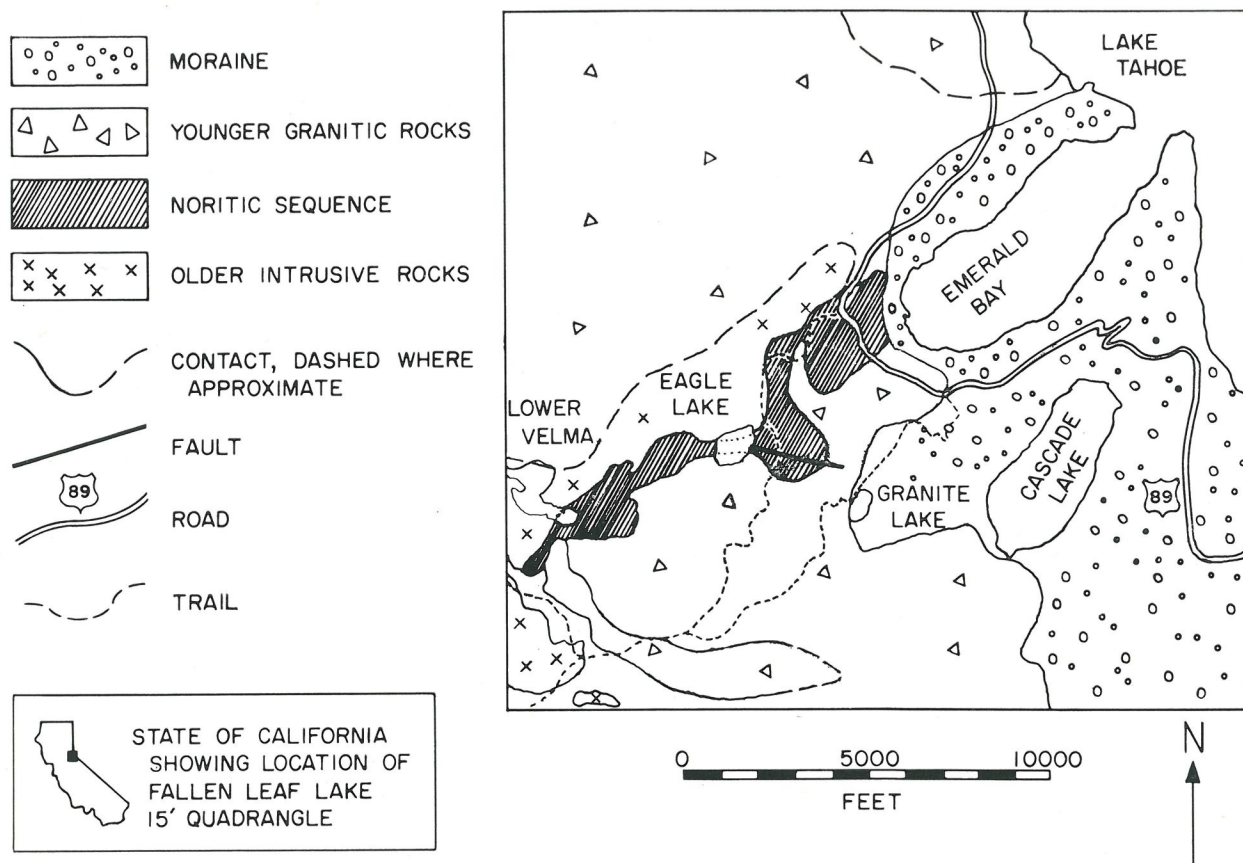 MORAINE
YOUNGER GRANITIC ROCKS
NORITIC SEQUENCE
OLDER INTRUSIVE ROCKS
CONTACT, DASHED WHERE
APPROXIMATE
FAULT
89
ROAD
TRAIL
STATE OF CALIFORNIA
SHOWING LOCATION OF
FALLEN LEAF LAKE
15' QUADRANGLE
LAKE
TAHOE
EMERALD
BAY
EAGLE
LAKE
LOWER
VELMA
GRANITE
LAKE
CASCADE
LAKE
89
0 5000 10000
FEET
N